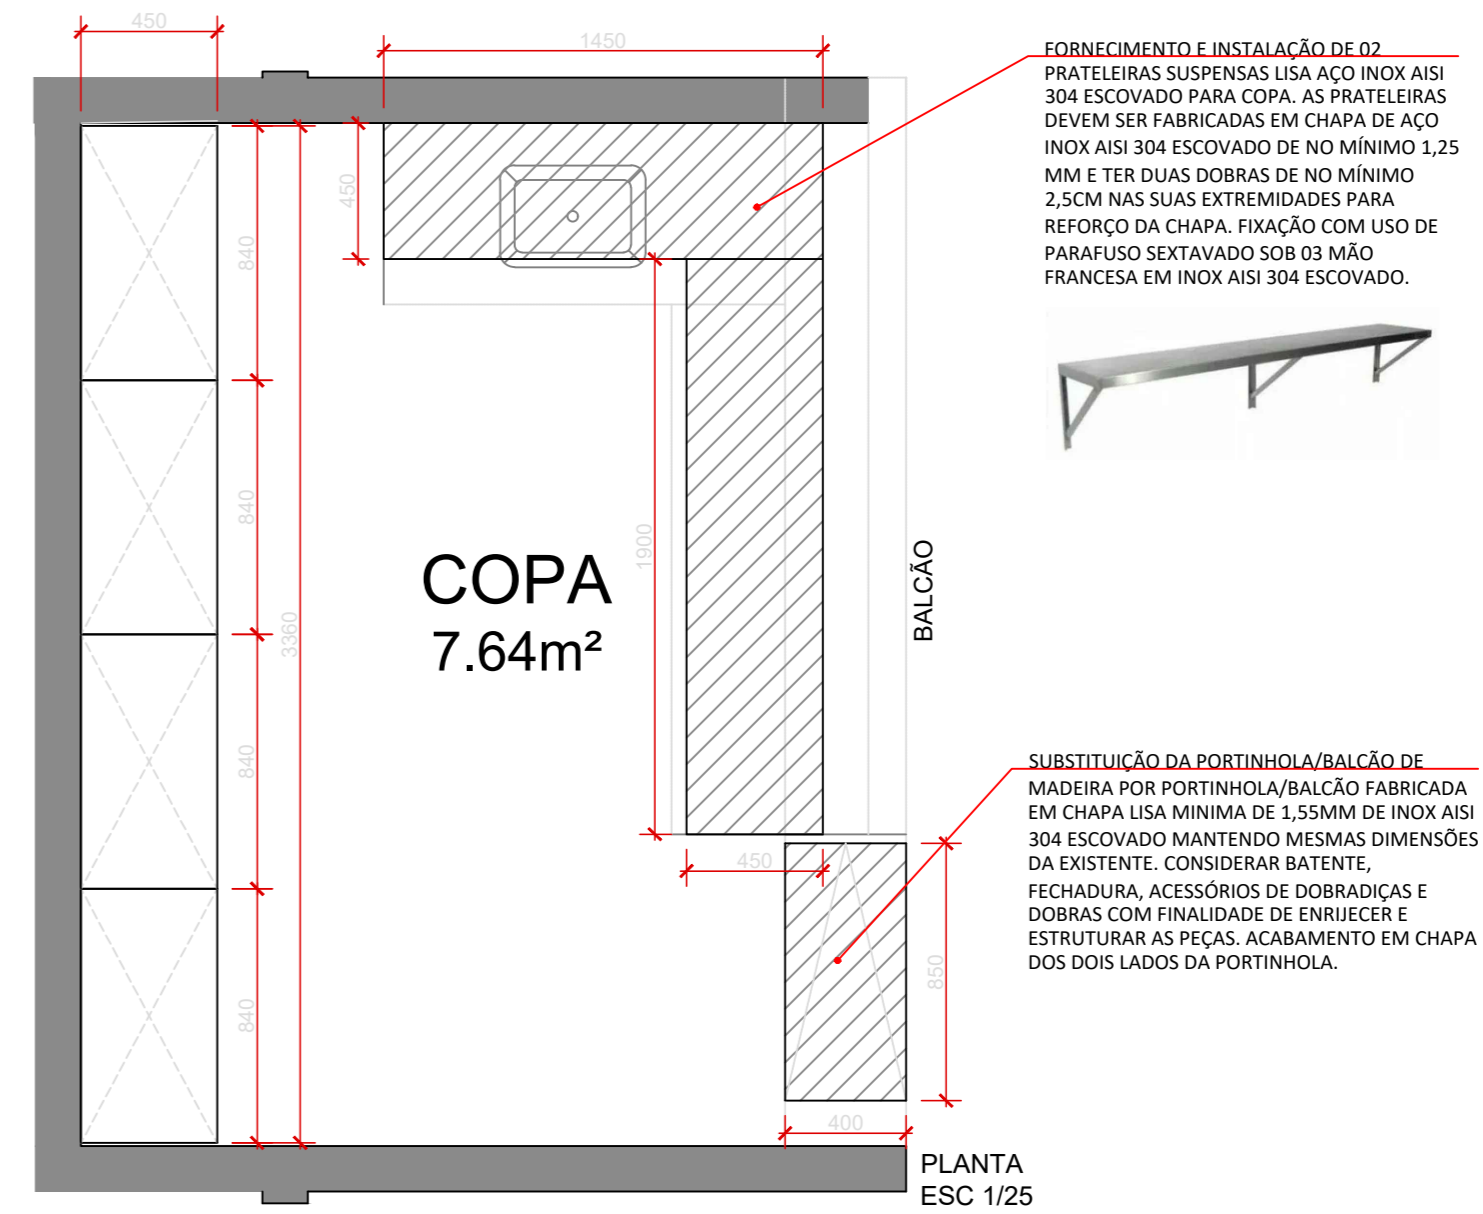 450
1450
FORNECIMENTO E INSTALAÇÃO DE 02
PRATELEIRAS SUSPENSAS LISA AÇO INOX AISI
304 ESCOVADO PARA COPA. AS PRATELEIRAS
DEVEM SER FABRICADAS EM CHAPA DE AÇO
INOX AISI 304 ESCOVADO DE NO MÍNIMO 1,25
MM E TER DUAS DOBRAS DE NO MÍNIMO
2,5CM NAS SUAS EXTREMIDADES PARA
REFORÇO DA CHAPA. FIXAÇÃO COM USO DE
PARAFUSO SEXTAVADO SOB 03 MÃO
FRANCESA EM INOX AISI 304 ESCOVADO.
450
840
840
3360
1900
COPA
7.64m²
BALCÃO
840
840
450
SUBSTITUIÇÃO DA PORTINHOLA/BALCÃO DE
MADEIRA POR PORTINHOLA/BALCÃO FABRICADA
EM CHAPA LISA MINIMA DE 1,55MM DE INOX AISI
304 ESCOVADO MANTENDO MESMAS DIMENSÕES
DA EXISTENTE. CONSIDERAR BATENTE,
FECHADURA, ACESSÓRIOS DE DOBRADIÇAS E
DOBRAS COM FINALIDADE DE ENRIJECER E
ESTRUTURAR AS PEÇAS. ACABAMENTO EM CHAPA
DOS DOIS LADOS DA PORTINHOLA.
850
400
PLANTA
ESC 1/25